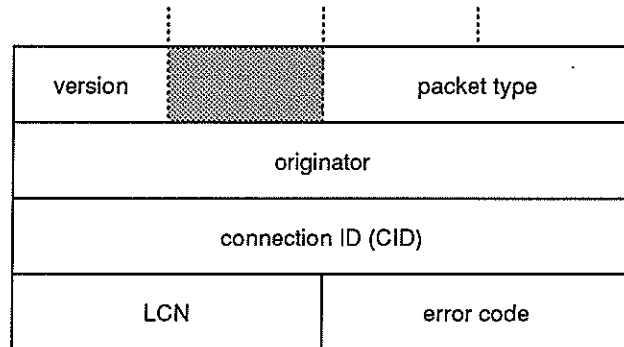 version packet type
originator
connection ID (CID)
LCN error code